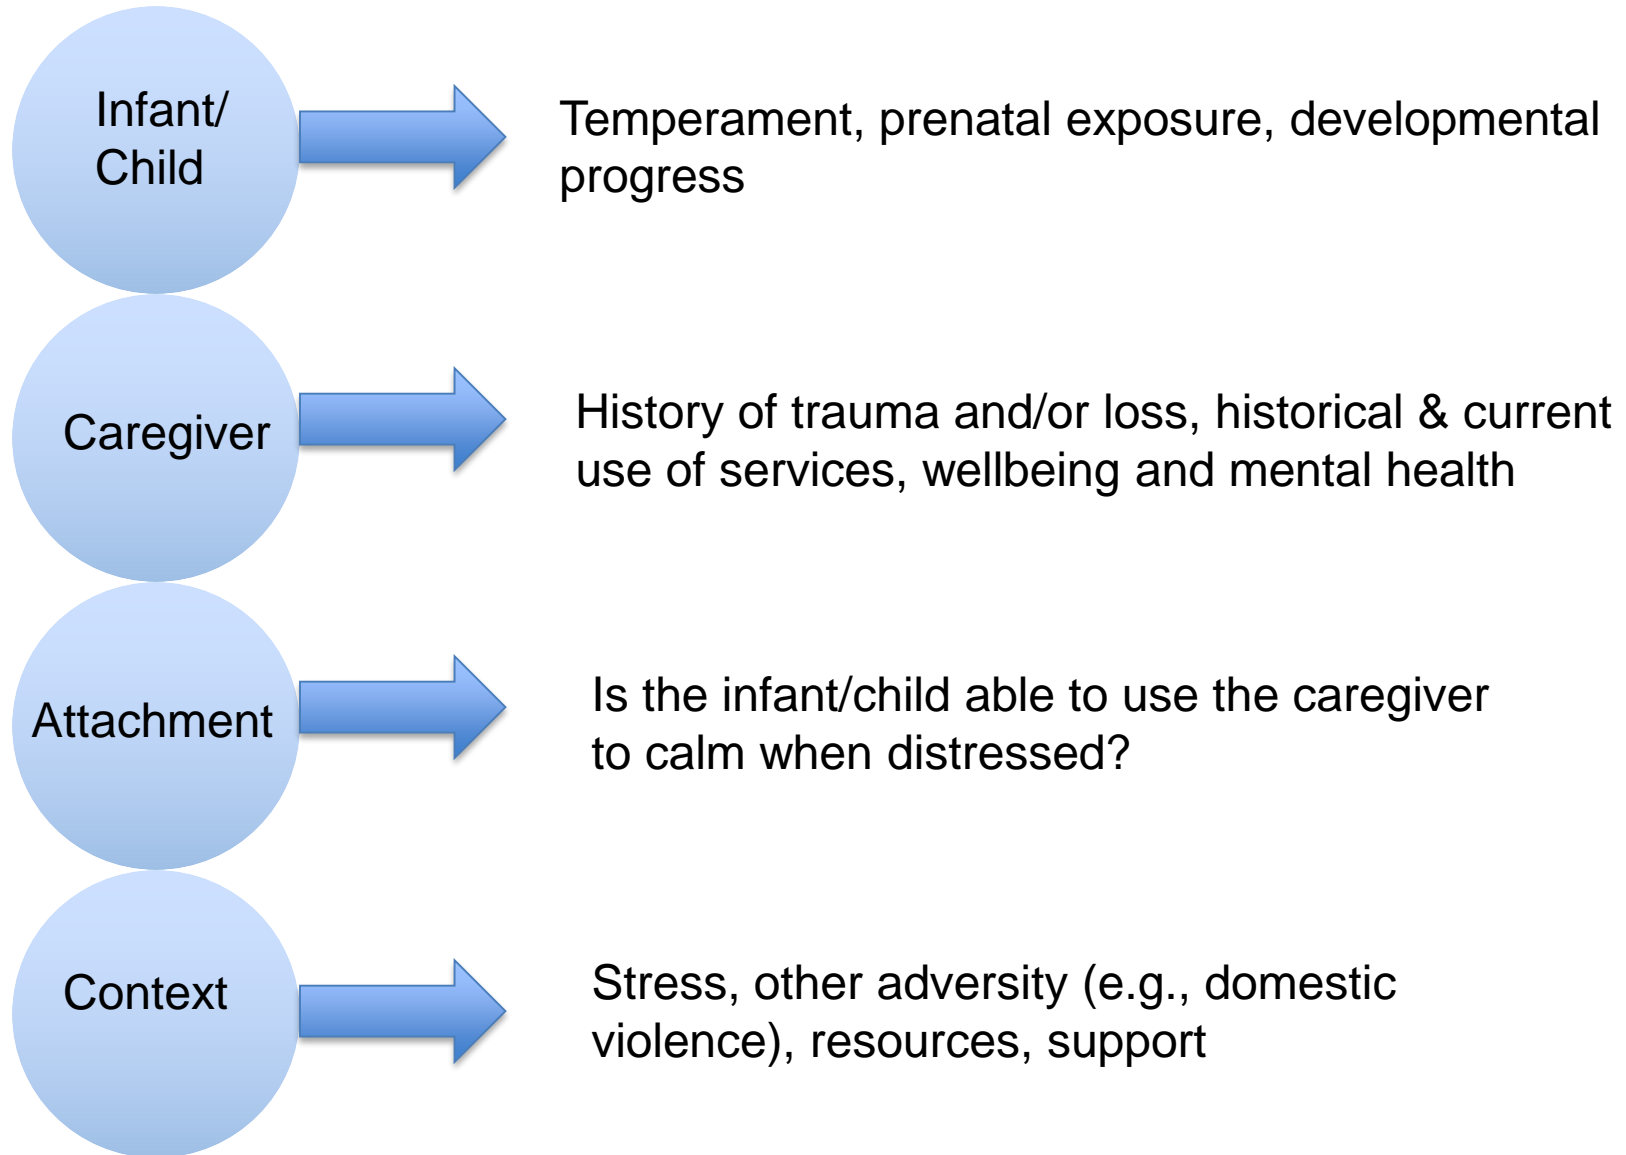 Infant/
Child
Temperament, prenatal exposure, developmental
progress
Caregiver
History of trauma and/or loss, historical & current
use of services, wellbeing and mental health
Attachment
Is the infant/child able to use the caregiver
to calm when distressed?
Context
Stress, other adversity (e.g., domestic
violence), resources, support